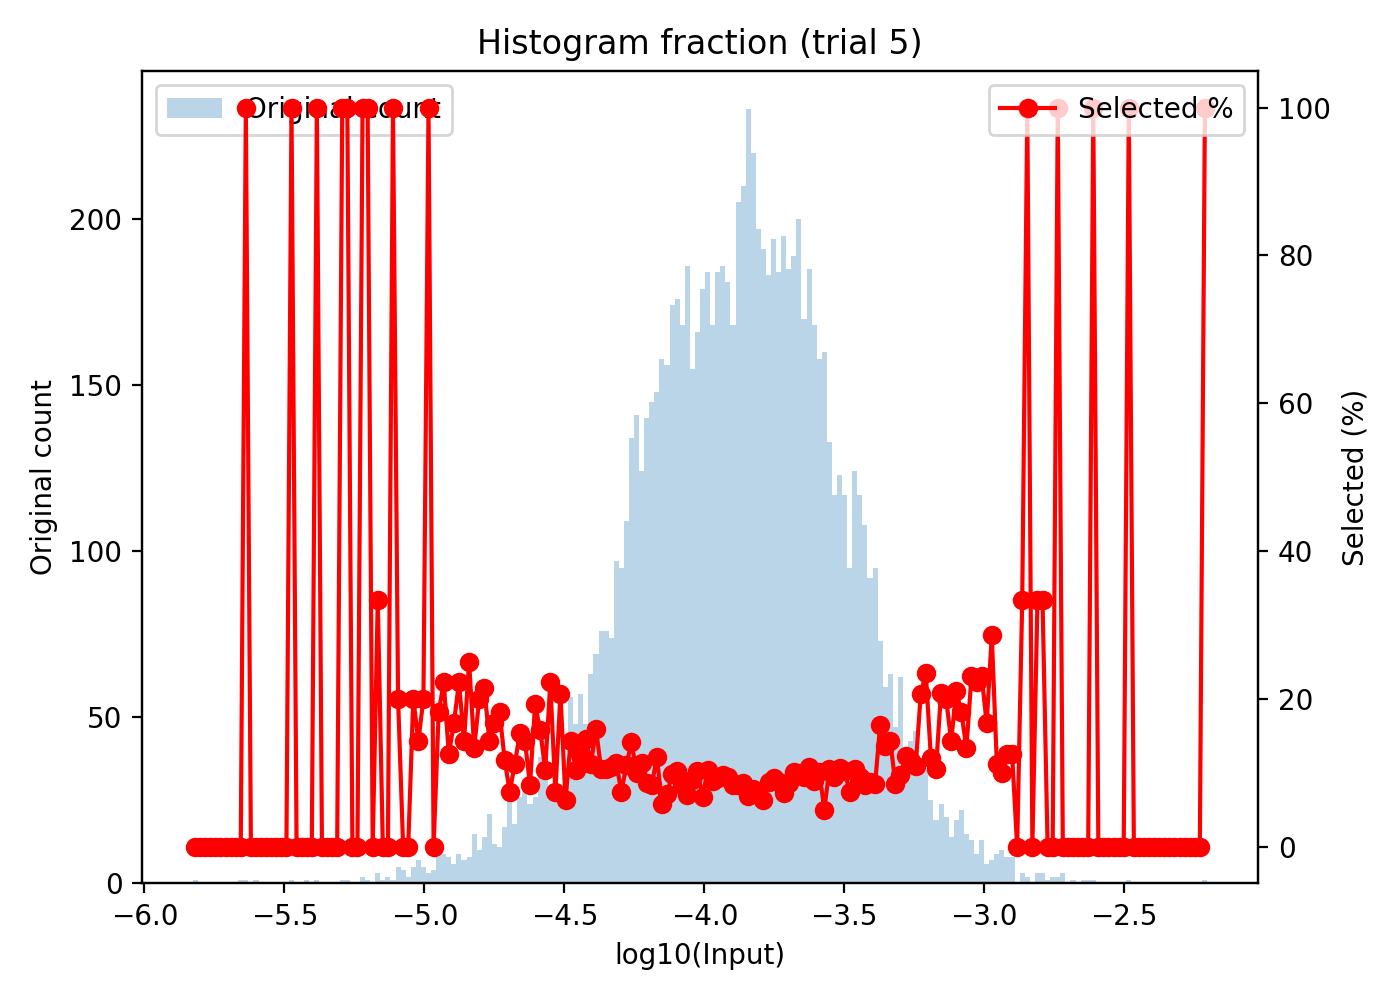 Histogram fraction (trial 5)
Original count
Selected %
200
150
100
50
0
100
80
60
40
20
0
Original count
Selected (%)
−6.0 −5.5 −5.0 −4.5 −4.0 −3.5 −3.0 −2.5
log10(Input)